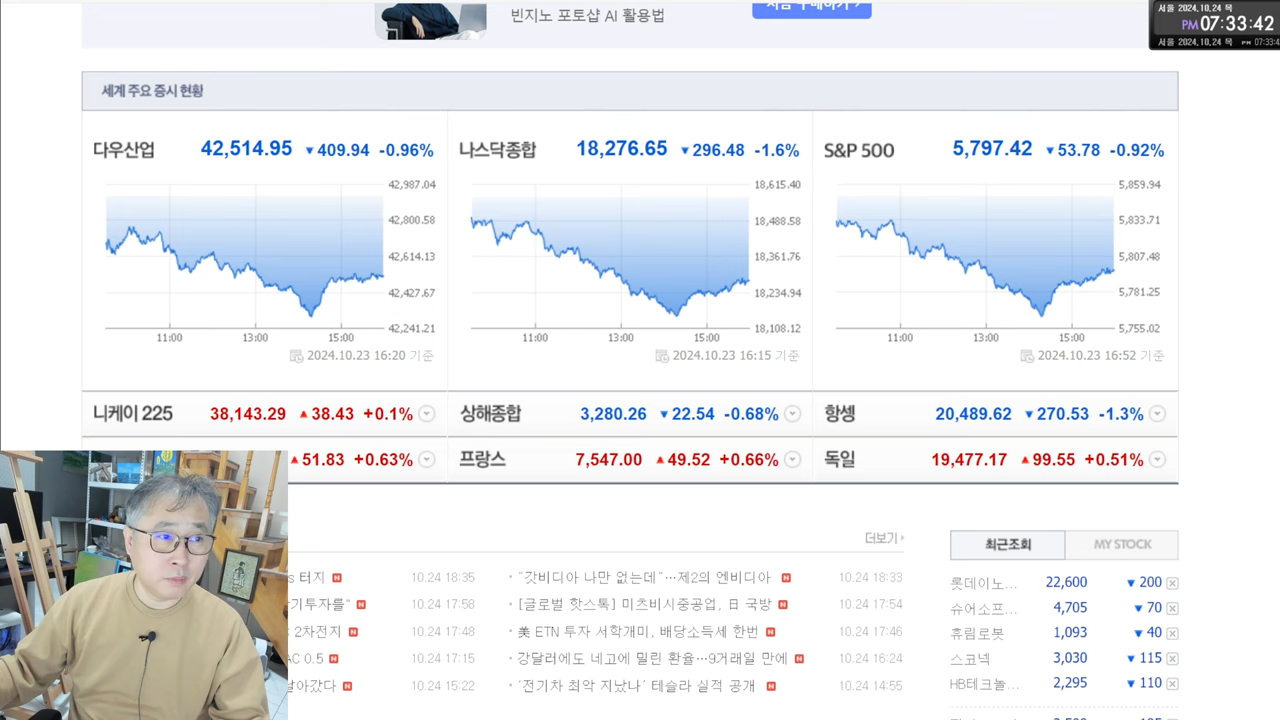 빈지노 포토샵 AI 활용법
서울 2024.10.24 목
PM 07:33:42
서울 2024.10.24 목 PM 07:33:4
세계 주요 증시 현황
다우산업 42,514.95 ▼409.94 -0.96%
42,987.04
42,800.58
42,614.13
42,427.67
42,241.21
11:00 13:00 15:00
2024.10.23 16:20 기준
나스닥종합 18,276.65 ▼296.48 -1.6%
18,615.40
18,488.58
18,361.76
18,234.94
18,108.12
11:00 13:00 15:00
2024.10.23 16:15 기준
S&P 500 5,797.42 ▼53.78 -0.92%
5,859.94
5,833.71
5,807.48
5,781.25
5,755.02
11:00 13:00 15:00
2024.10.23 16:52 기준
니케이 225 38,143.29 ▲38.43 +0.1%
상해종합 3,280.26 ▼22.54 -0.68%
항셍 20,489.62 ▼270.53 -1.3%
▲51.83 +0.63%
프랑스 7,547.00 ▲49.52 +0.66%
독일 19,477.17 ▲99.55 +0.51%
더보기
터지 N 10.24 18:35
기투자를" N 10.24 17:58
2차전지 N 10.24 17:48
0.5 N 10.24 17:15
날아갔다 N 10.24 15:22
· "갓비디아 나만 없는데"…제2의 엔비디아 N 10.24 18:33
· [글로벌 핫스톡] 미츠비시중공업, 日 국방 N 10.24 17:54
· 美 ETN 투자 서학개미, 배당소득세 한번 N 10.24 17:46
· 강달러에도 네고에 밀린 환율…9거래일 만에 N 10.24 16:24
· '전기차 최악 지났나' 테슬라 실적 공개 N 10.24 14:55
최근조회 MY STOCK
롯데이노... 22,600 ▼200
슈어소프... 4,705 ▼70
휴림로봇 1,093 ▼40
스코넥 3,030 ▼115
HB테크놀... 2,295 ▼110